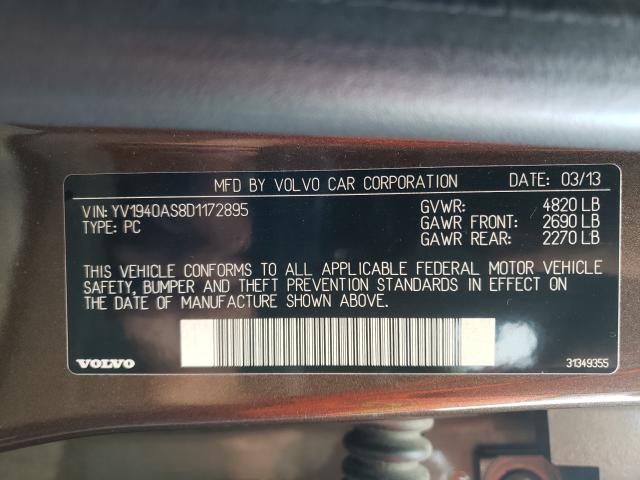 MFD BY VOLVO CAR CORPORATION DATE: 03/13
VIN: YV1940AS8D1172895 GVWR: 4820 LB
TYPE: PC GAWR FRONT: 2690 LB
GAWR REAR: 2270 LB
THIS VEHICLE CONFORMS TO ALL APPLICABLE FEDERAL MOTOR VEHICLE
SAFETY, BUMPER AND THEFT PREVENTION STANDARDS IN EFFECT ON
THE DATE OF MANUFACTURE SHOWN ABOVE.
VOLVO 31349355